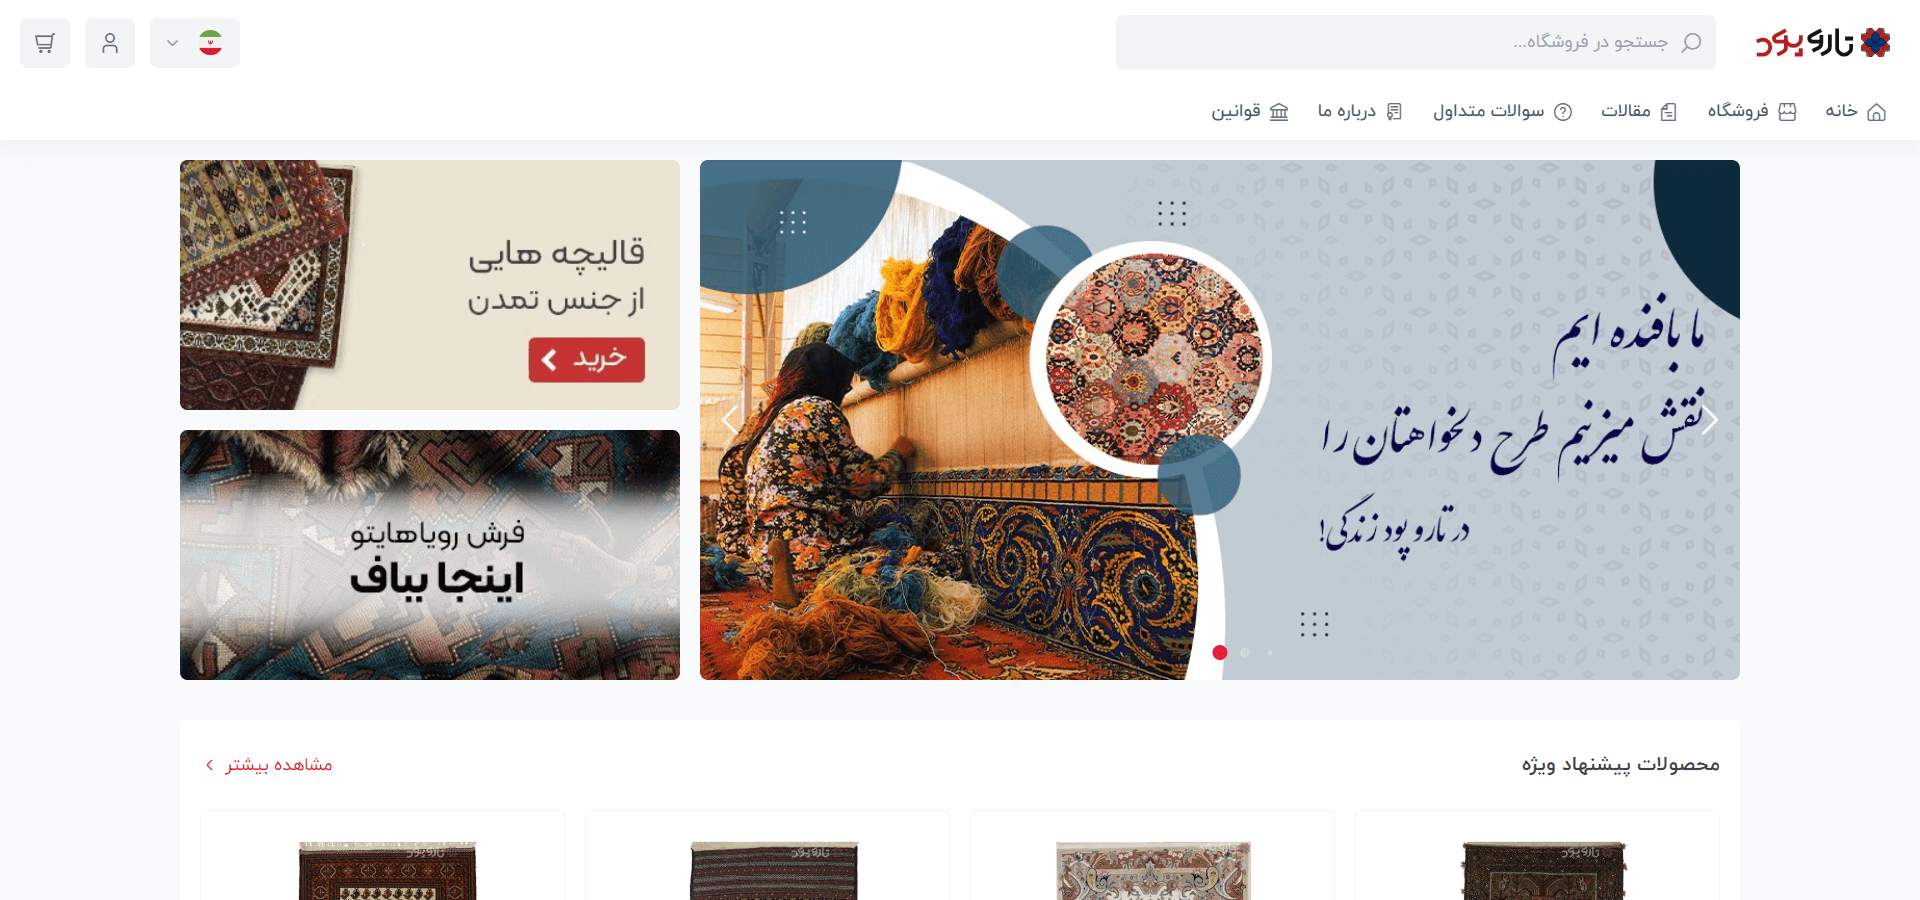 تاروپود
جستجو در فروشگاه...
خانه
فروشگاه
مقالات
سوالات متداول
درباره ما
قوانین
ما بافنده ایم
نقش میزنیم طرح دلخواهتان را
در تار و پود زندگی!
قالیچه هایی
از جنس تمدن
خرید
فرش رویاهایتو
اینجا بباف
محصولات پیشنهاد ویژه
مشاهده بیشتر
تاروپود
تاروپود
تاروپود
تاروپود